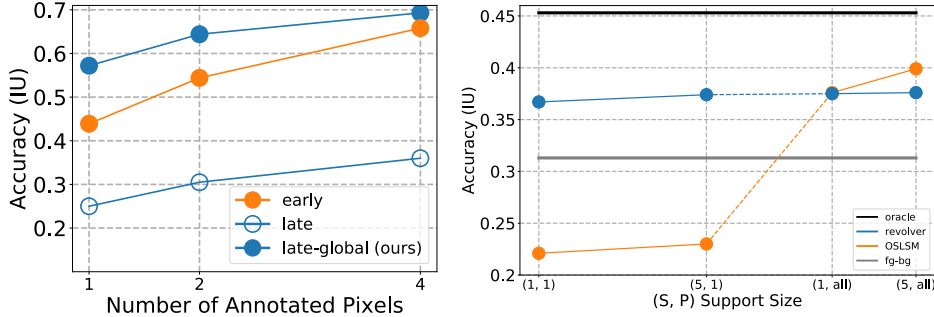 0.7
0.6
0.5
0.4
0.3
0.2
Accuracy (IU)
early
late
late-global (ours)
1
2
4
Number of Annotated Pixels
0.45
0.4
0.35
0.3
0.25
0.2
Accuracy (IU)
oracle
revolver
OSLSM
fg-bg
(1, 1)
(5, 1)
(1, all)
(5, all)
(S, P) Support Size